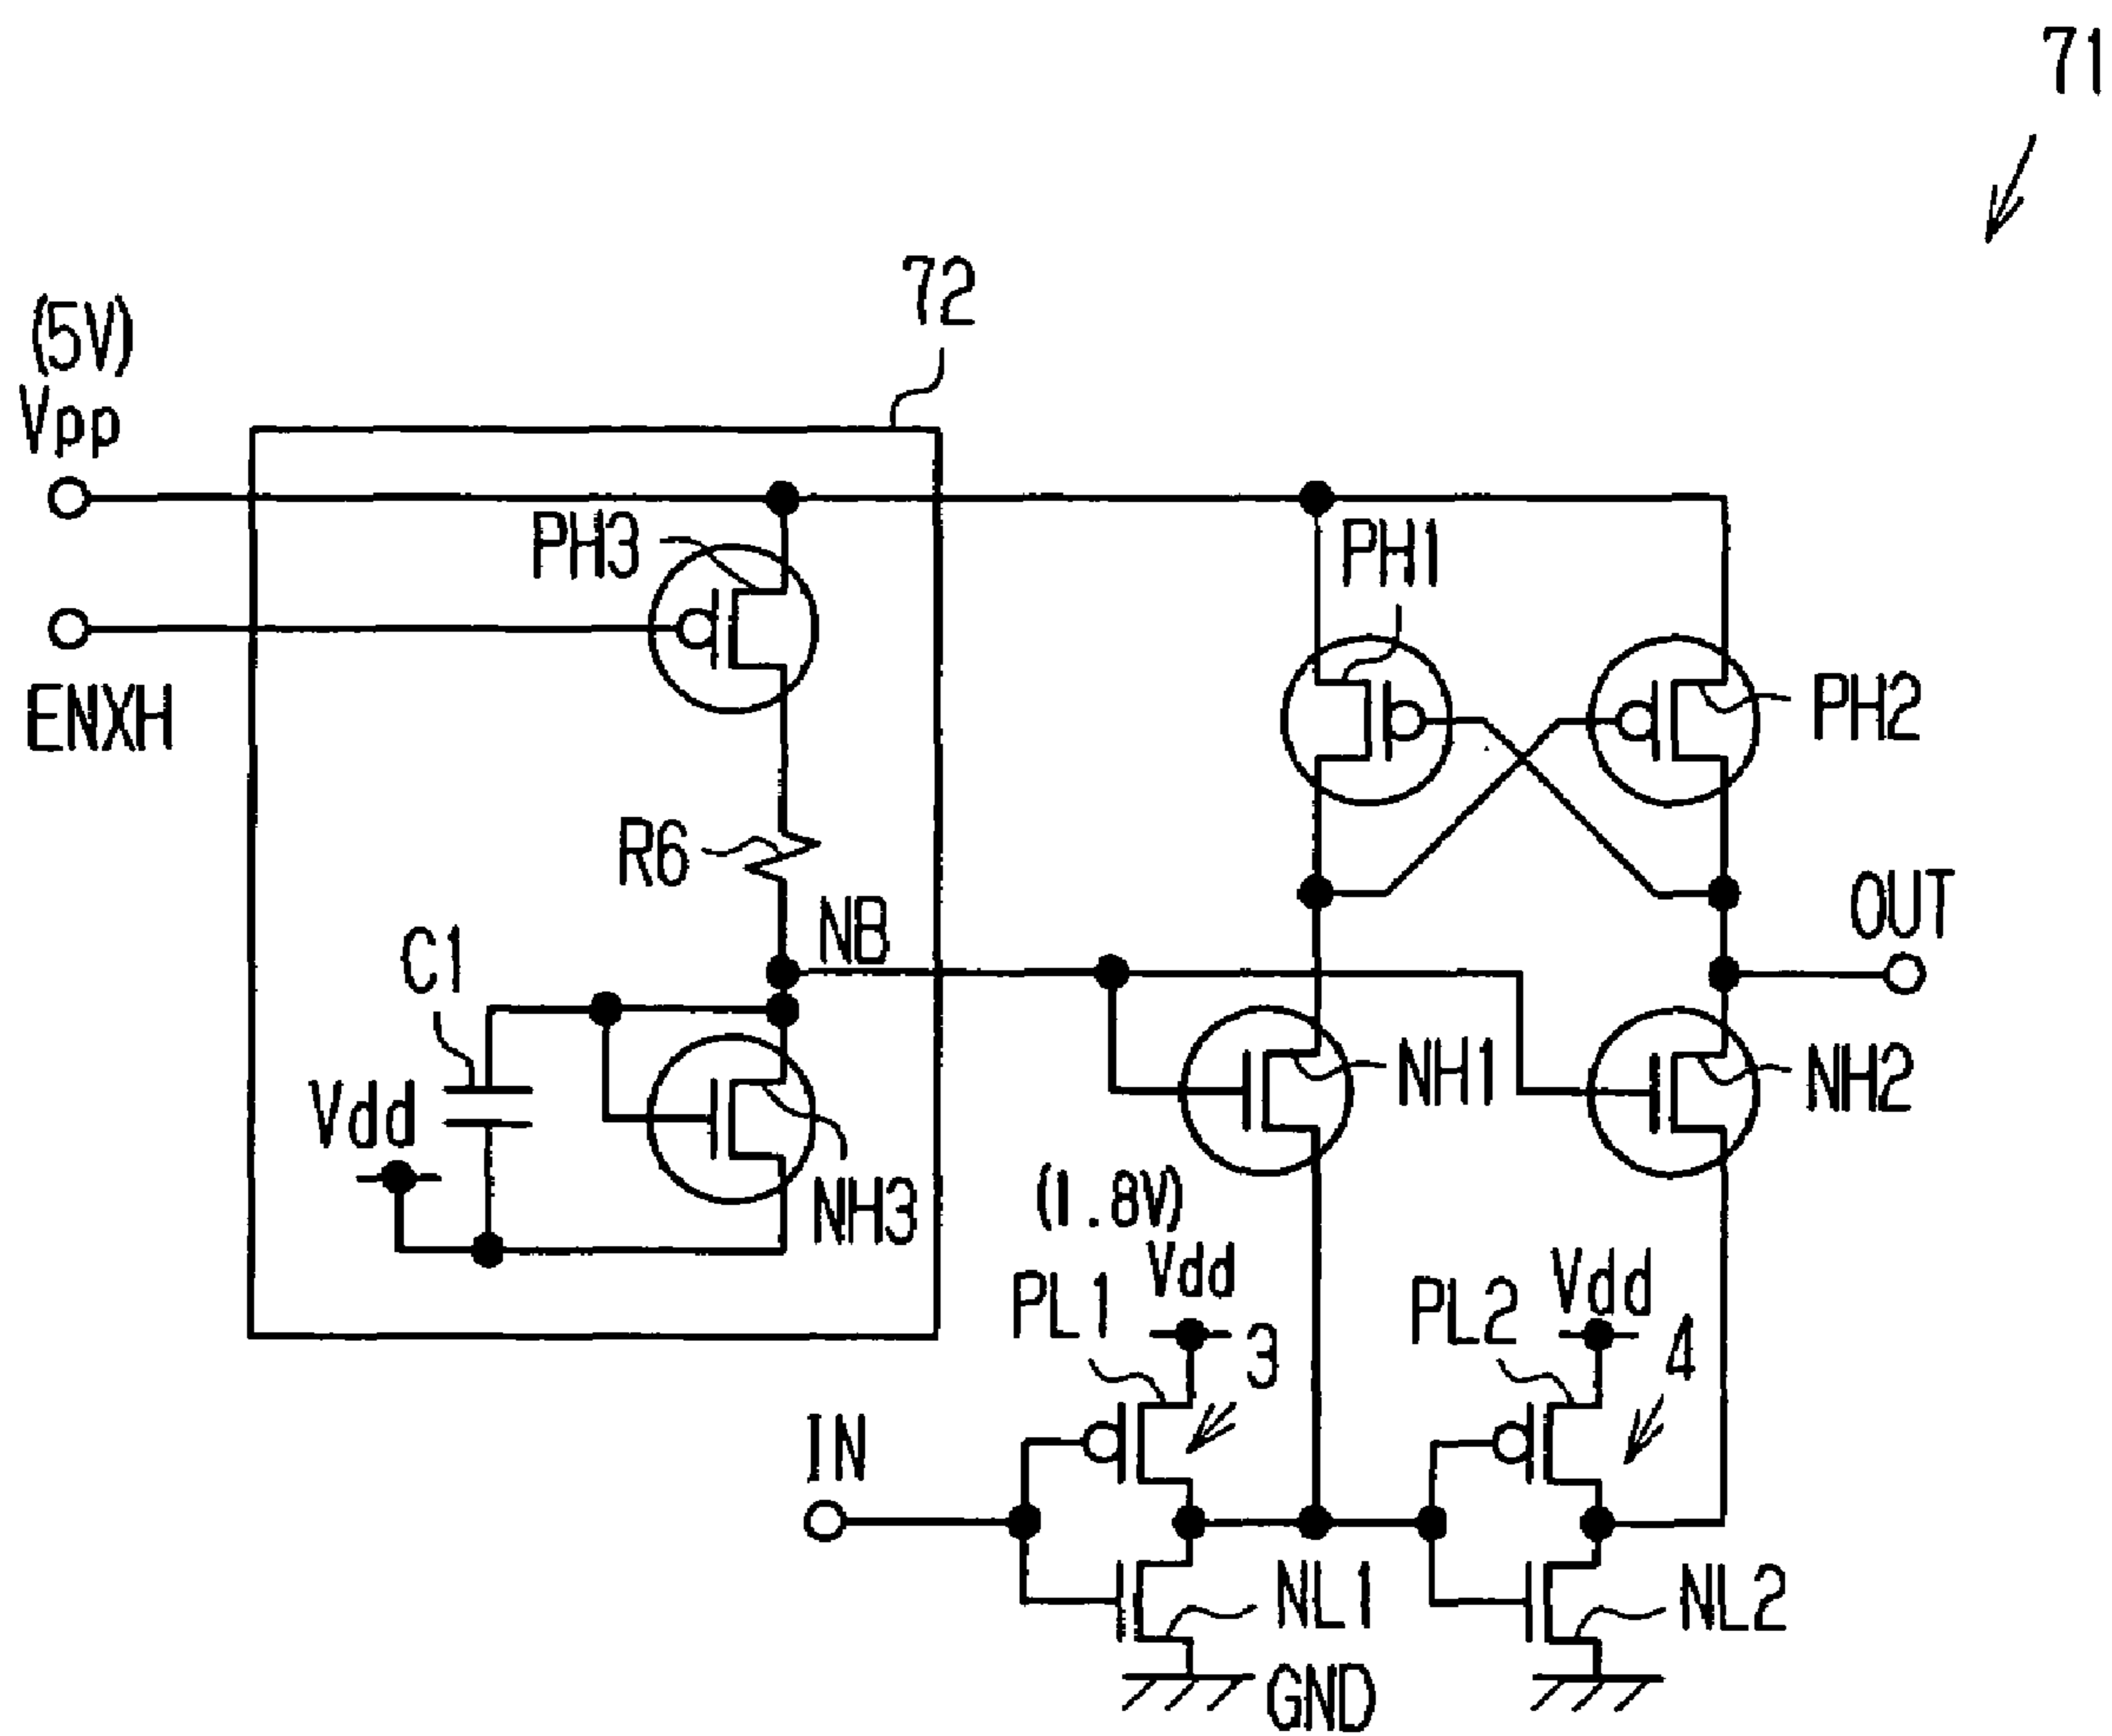 71
72
(5V)
Vpp
PH3
PH1
ENXH
PH2
R6
NB
OUT
C1
Vdd
NH1
NH2
NH3
(1.8V)
Vdd
PL1
PL2
Vdd
3
4
IN
NL1
NL2
GND